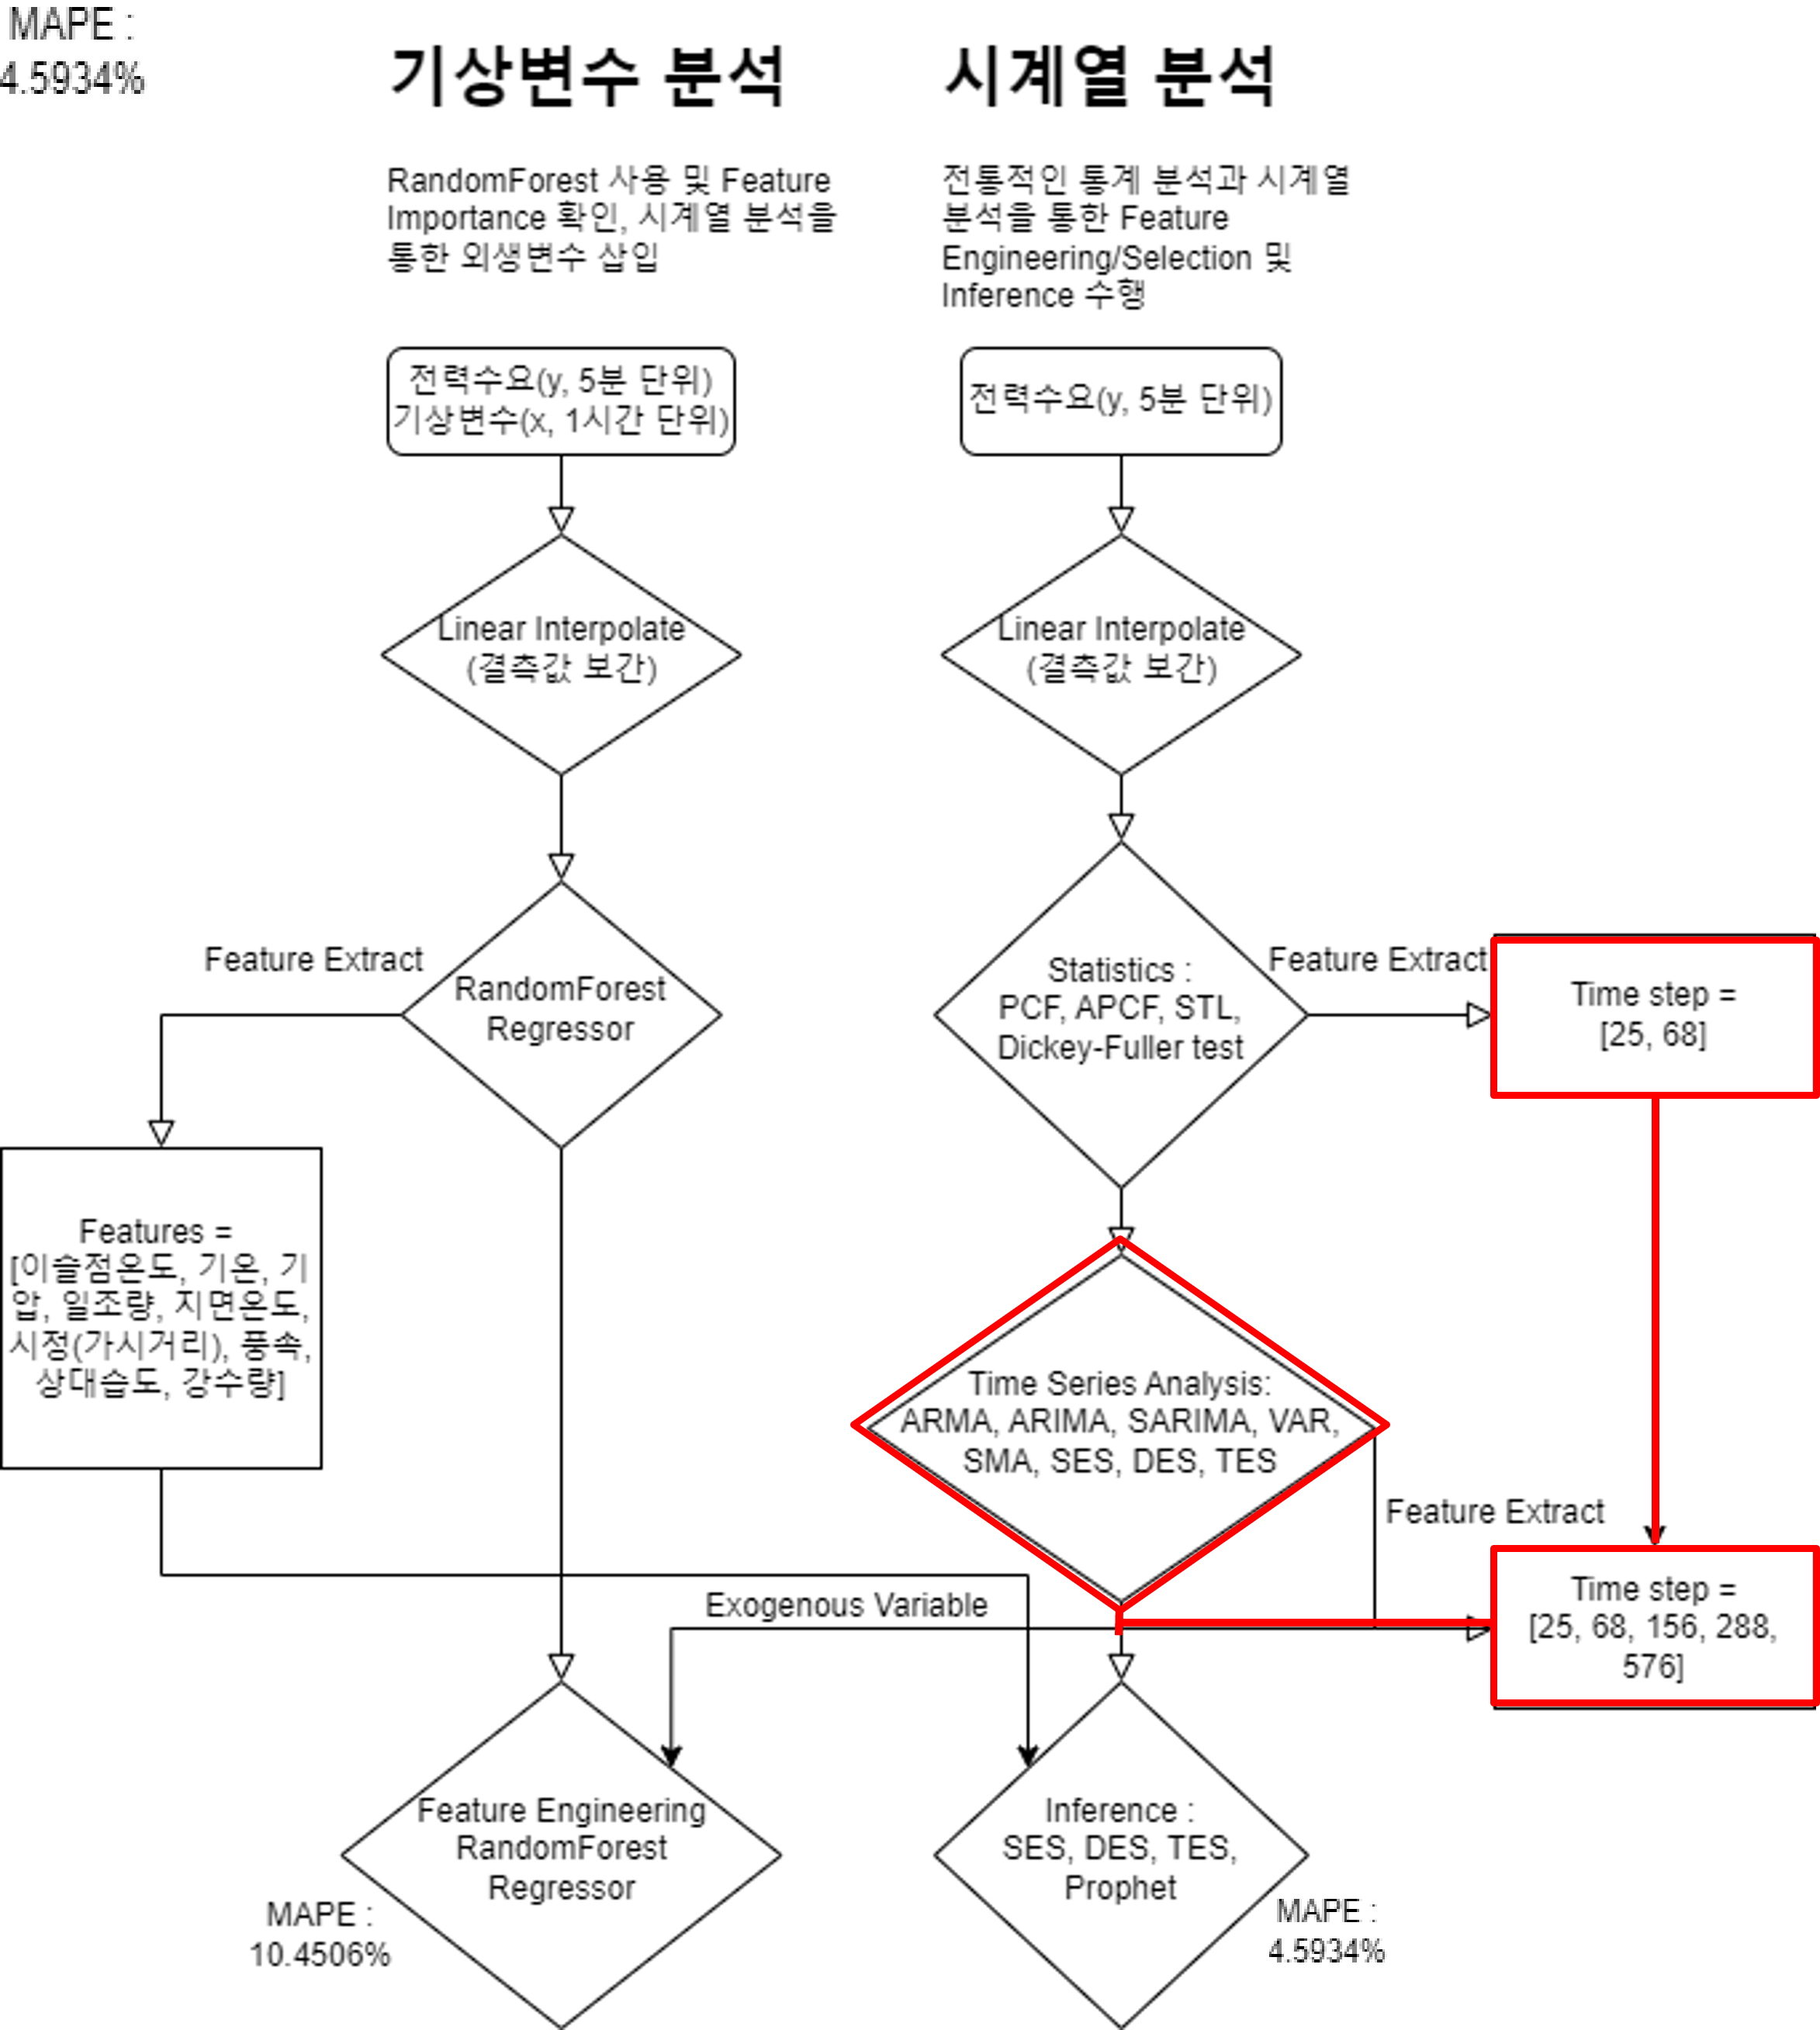 MAPE :
4.5934%
기상변수 분석
RandomForest 사용 및 Feature
Importance 확인, 시계열 분석을
통한 외생변수 삽입
시계열 분석
전통적인 통계 분석과 시계열
분석을 통한 Feature
Engineering/Selection 및
Inference 수행
전력수요(y, 5분 단위)
기상변수(x, 1시간 단위)
전력수요(y, 5분 단위)
Linear Interpolate
(결측값 보간)
Linear Interpolate
(결측값 보간)
Feature Extract
RandomForest
Regressor
Statistics :
PCF, APCF, STL,
Dickey-Fuller test
Feature Extract
Time step =
[25, 68]
Features =
[이슬점온도, 기온, 기
압, 일조량, 지면온도,
시정(가시거리), 풍속,
상대습도, 강수량]
Time Series Analysis:
ARMA, ARIMA, SARIMA, VAR,
SMA, SES, DES, TES
Feature Extract
Exogenous Variable
Time step =
[25, 68, 156, 288,
576]
Feature Engineering
RandomForest
Regressor
MAPE :
10.4506%
Inference :
SES, DES, TES,
Prophet
MAPE :
4.5934%